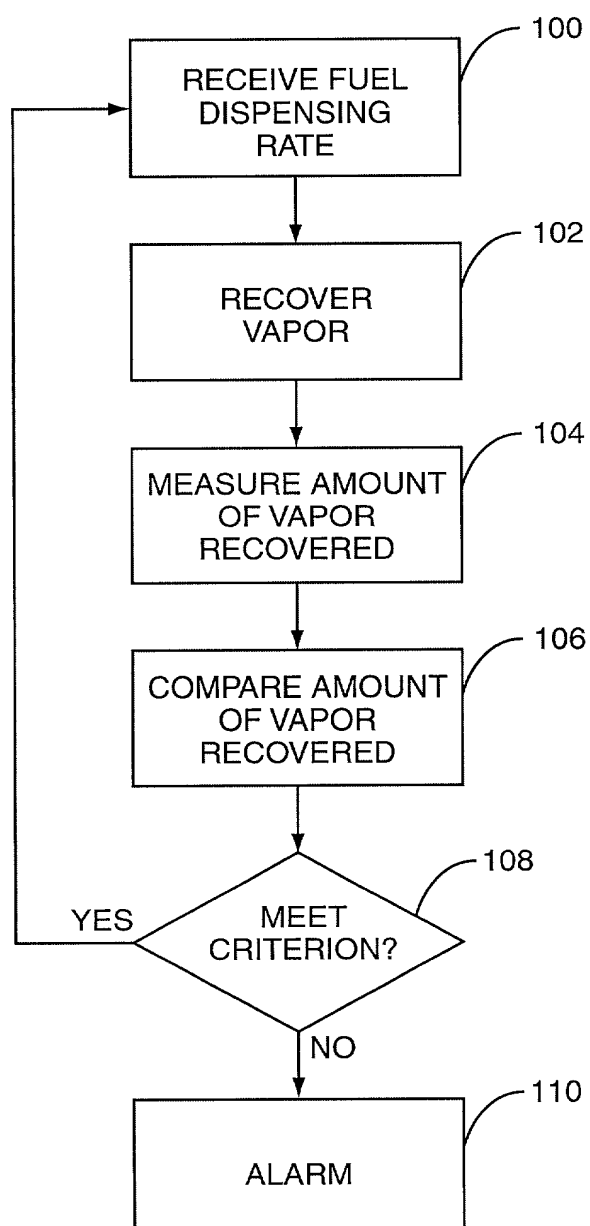 100
RECEIVE FUEL
DISPENSING
RATE
102
RECOVER
VAPOR
104
MEASURE AMOUNT
OF VAPOR
RECOVERED
106
COMPARE AMOUNT
OF VAPOR
RECOVERED
108
YES
MEET
CRITERION?
NO
110
ALARM